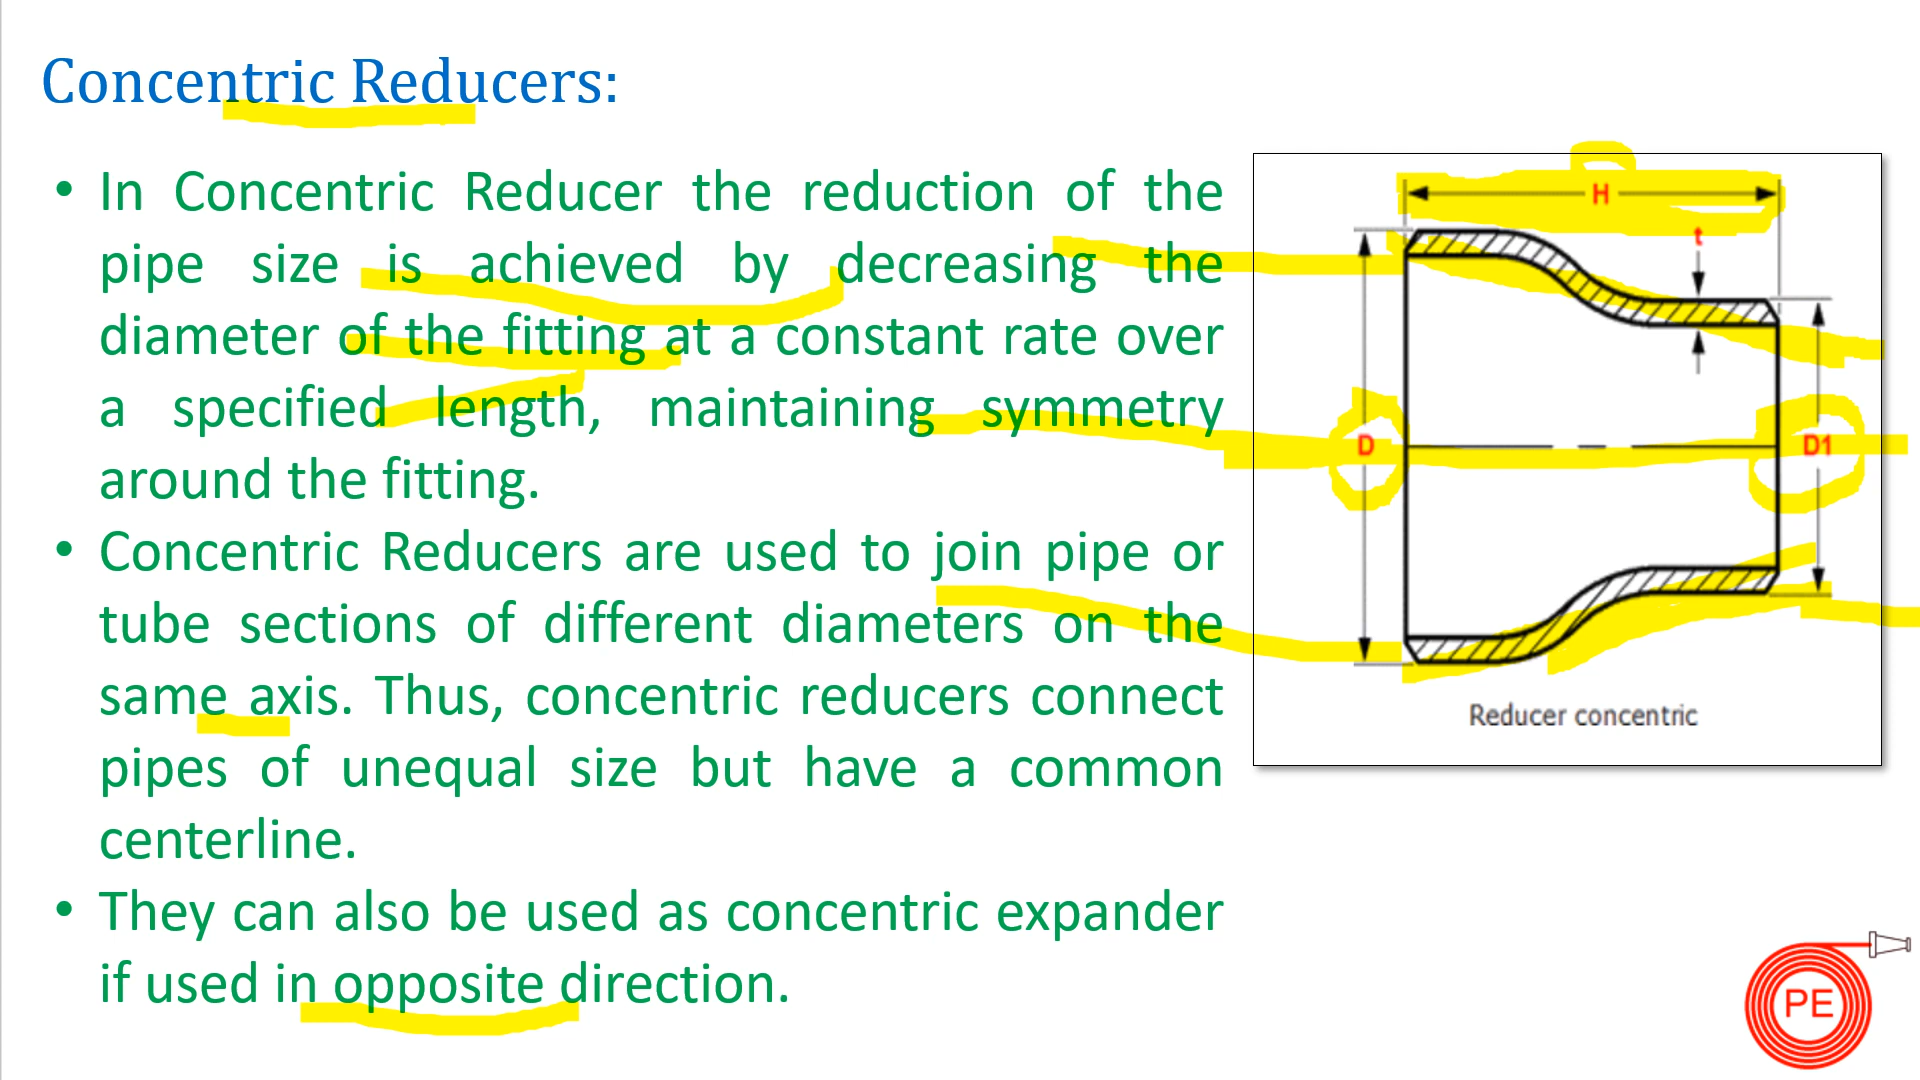 Concentric Reducers:
• In Concentric Reducer the reduction of the
pipe size is achieved by decreasing the
diameter of the fitting at a constant rate over
a specified length, maintaining symmetry
around the fitting.
• Concentric Reducers are used to join pipe or
tube sections of different diameters on the
same axis. Thus, concentric reducers connect
pipes of unequal size but have a common
centerline.
• They can also be used as concentric expander
if used in opposite direction.
H
t
D
D1
Reducer concentric
PE